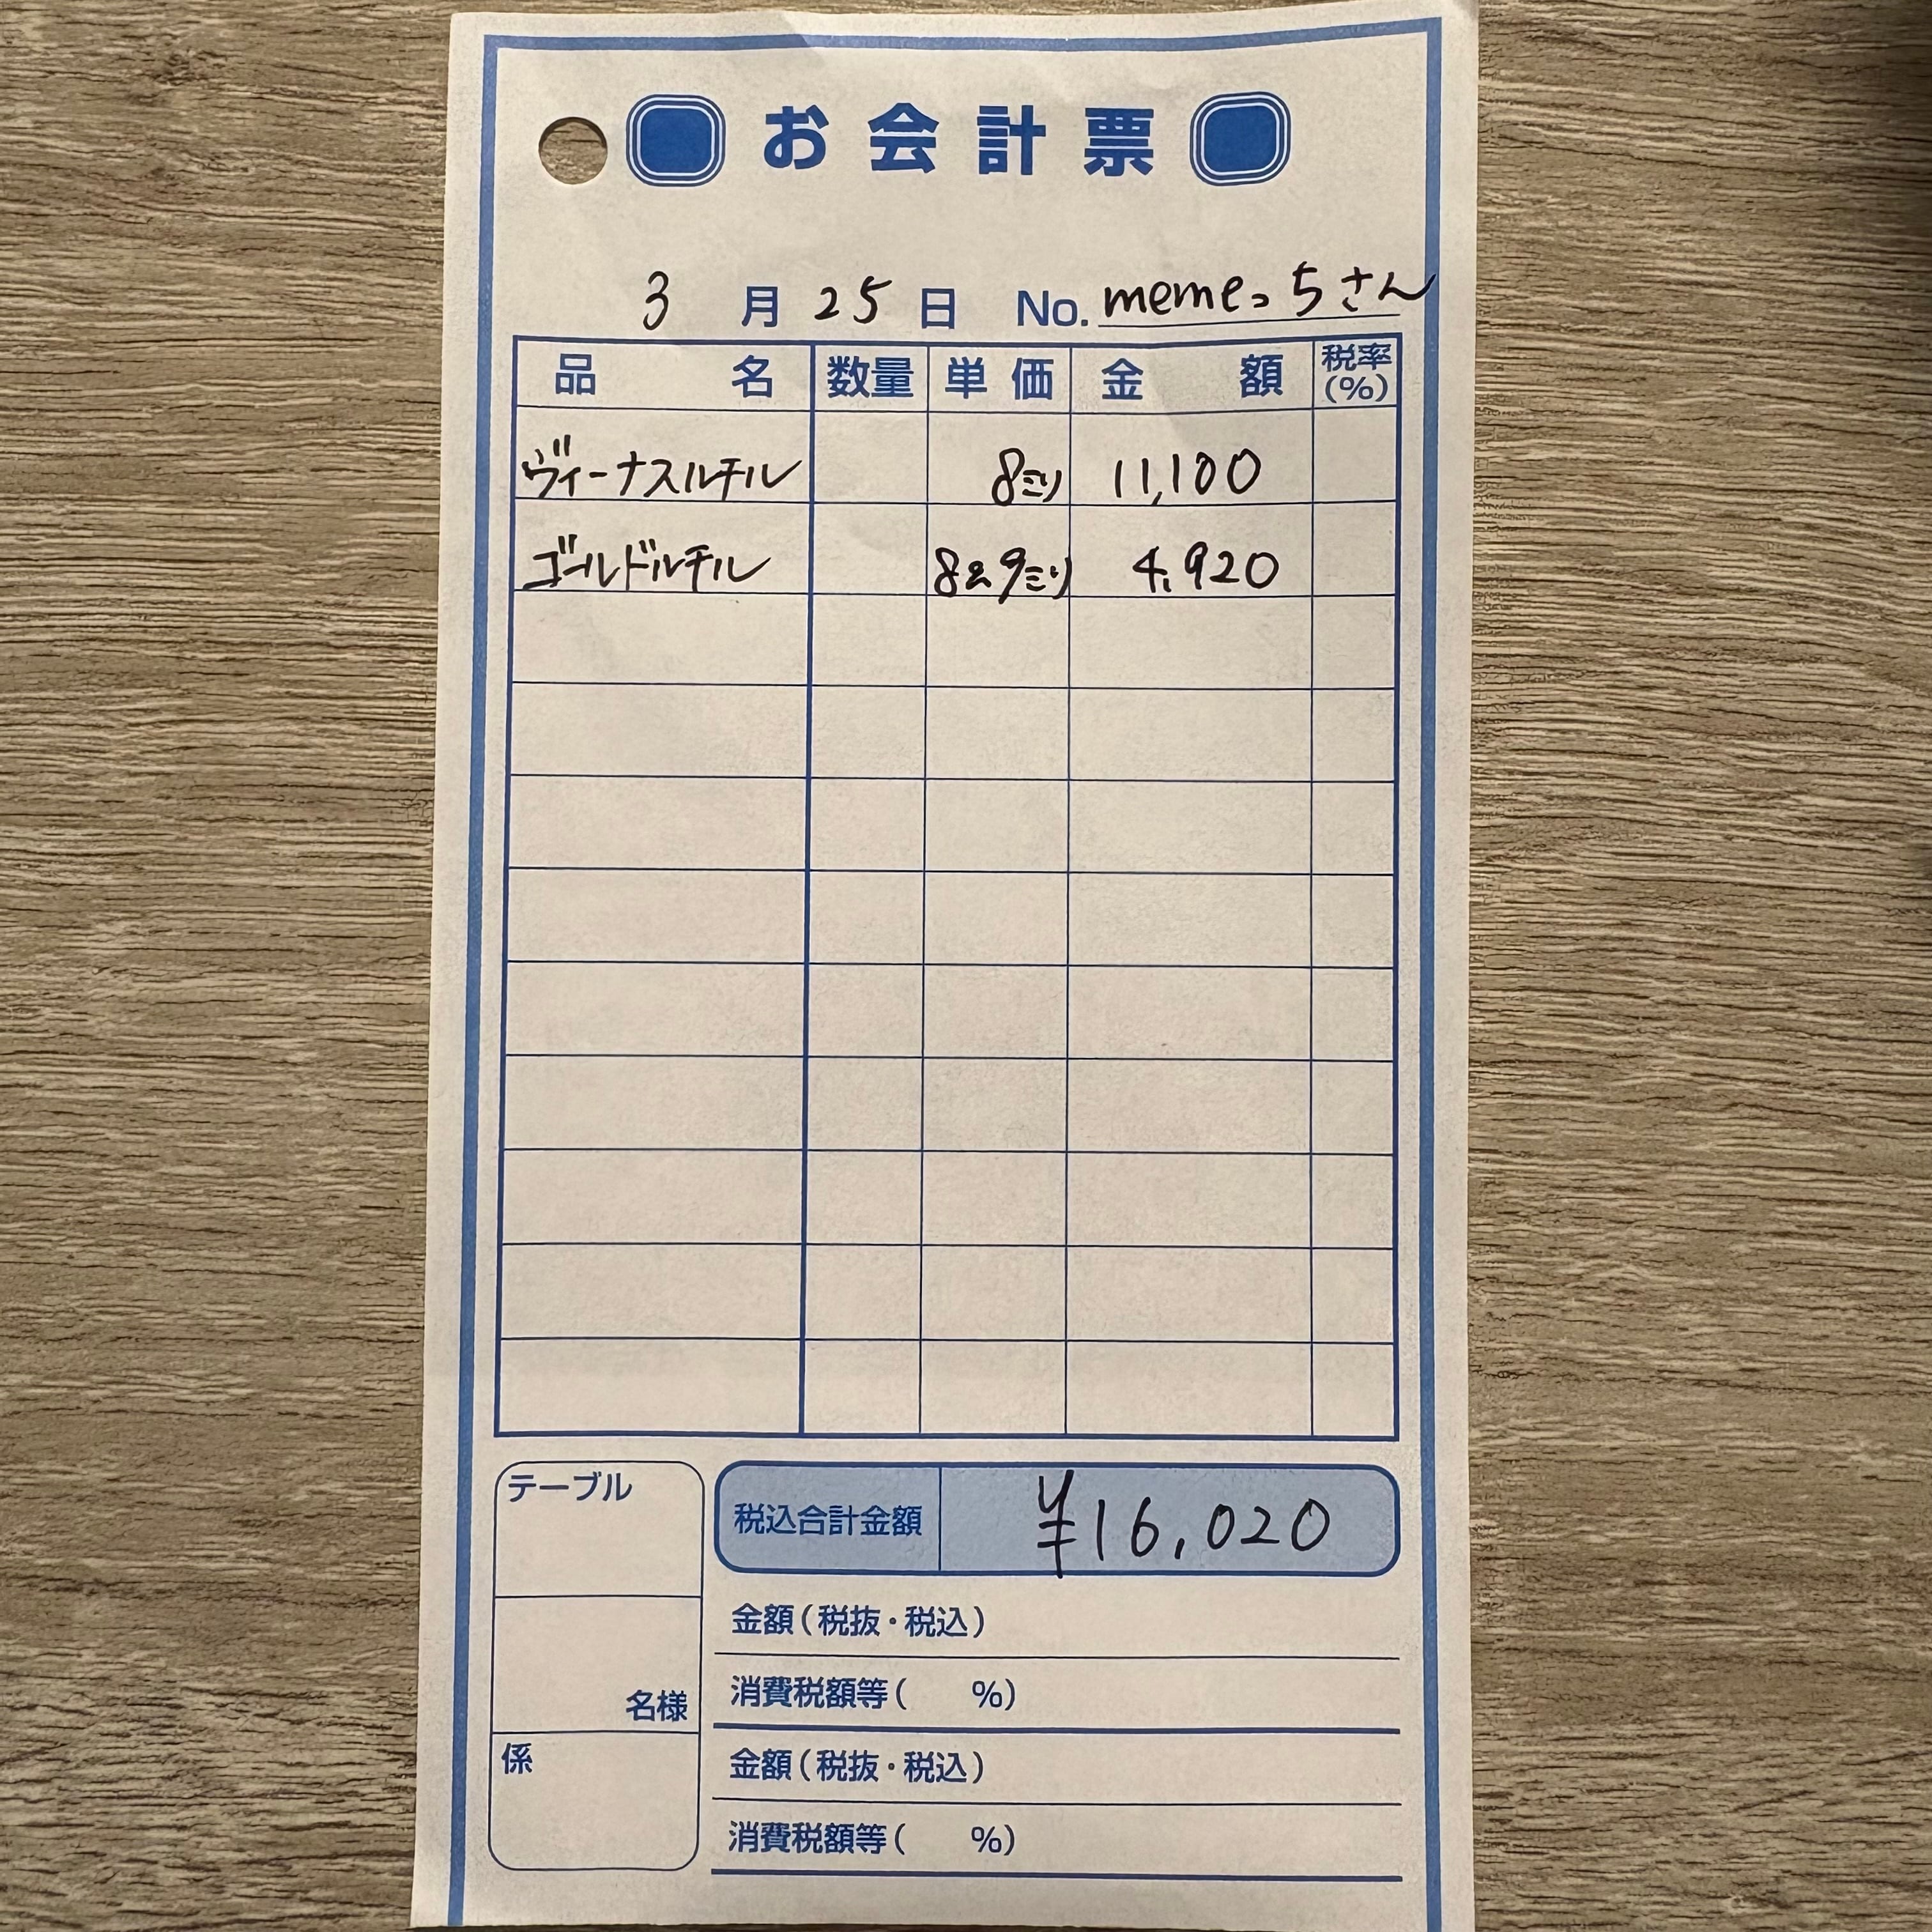 お会計票
3月25日 No. memeっちさん
品名 数量 単価 金額 税率(%)
ヴィーナスルチル 8ミリ 11,100
ゴールドルチル 8と9ミリ 4,920
テーブル
税込合計金額 ¥16,020
金額(税抜・税込)
消費税額等( %)
名様
金額(税抜・税込)
係
消費税額等( %)